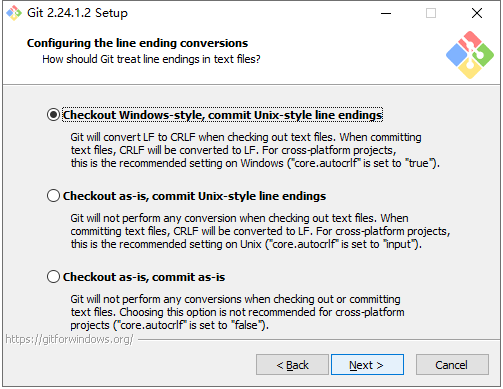 Git 2.24.1.2 Setup
Configuring the line ending conversions
How should Git treat line endings in text files?
Checkout Windows-style, commit Unix-style line endings
Git will convert LF to CRLF when checking out text files. When committing
text files, CRLF will be converted to LF. For cross-platform projects,
this is the recommended setting on Windows ("core.autocrlf" is set to "true").
Checkout as-is, commit Unix-style line endings
Git will not perform any conversion when checking out text files. When
committing text files, CRLF will be converted to LF. For cross-platform projects,
this is the recommended setting on Unix ("core.autocrlf" is set to "input").
Checkout as-is, commit as-is
Git will not perform any conversions when checking out or committing
text files. Choosing this option is not recommended for cross-platform
projects ("core.autocrlf" is set to "false").
https://gitforwindows.org/
< Back
Next >
Cancel